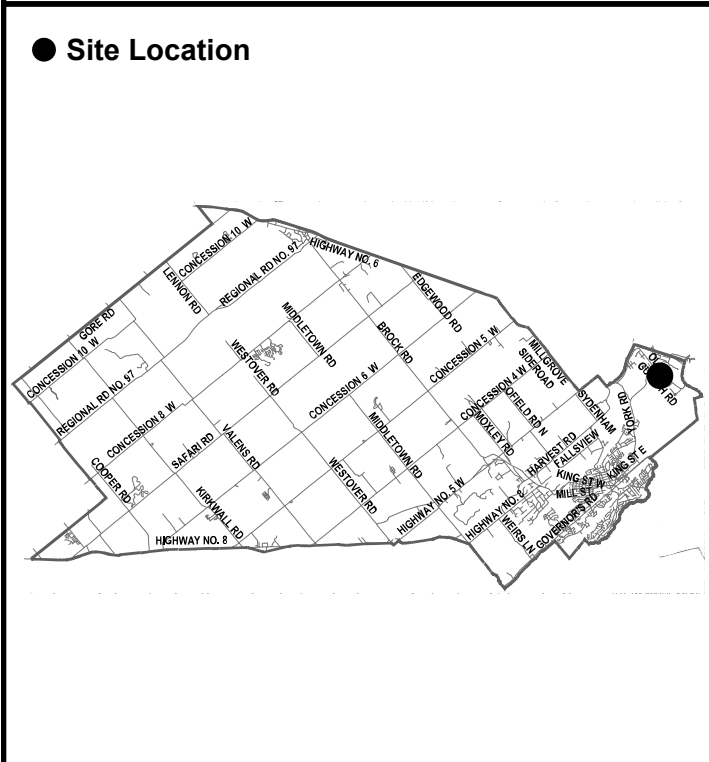 Site Location
CONCESSION 10 W
LENNON RD
REGIONAL RD NO. 97
HIGHWAY NO. 6
GORE RD
CONCESSION 10 W
REGIONAL RD NO. 97
MIDDLETOWN RD
EDGEWOOD RD
BROCK RD
WESTOVER RD
CONCESSION 6 W
CONCESSION 5 W
MILLGROVE
SIDEROAD
CONCESSION 4 W
OFIELD RD N
MOXLEY RD
SYDENHAM
YORK RD
RD
CONCESSION 8 W
SAFARI RD
VALENS RD
MIDDLETOWN RD
WESTOVER RD
COOPER RD
KIRKWALL RD
HIGHWAY NO. 5 W
HIGHWAY NO. 8
HARVEST RD
FALLSVIEW
KING ST W
KING ST E
MILL ST
GOVERNOR'S RD
WEIRS LN
HIGHWAY NO. 8